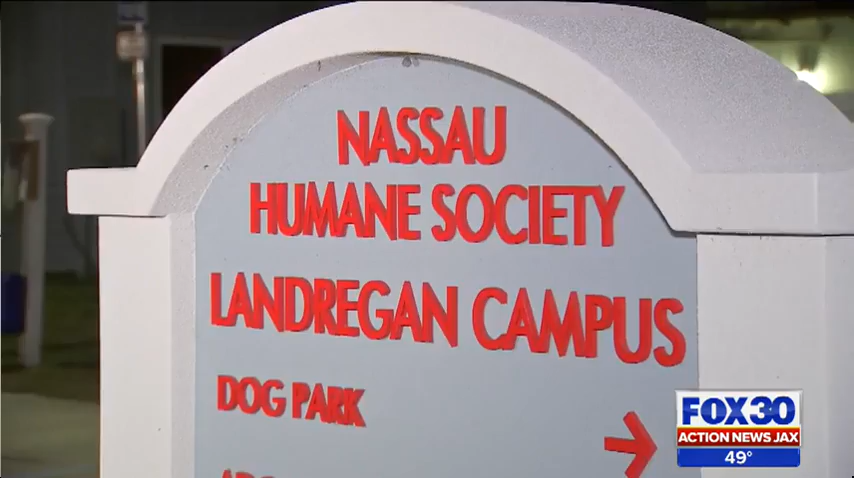 NASSAU
HUMANE SOCIETY
LANDREGAN CAMPUS
DOG PARK
FOX30
ACTION NEWS JAX
49°